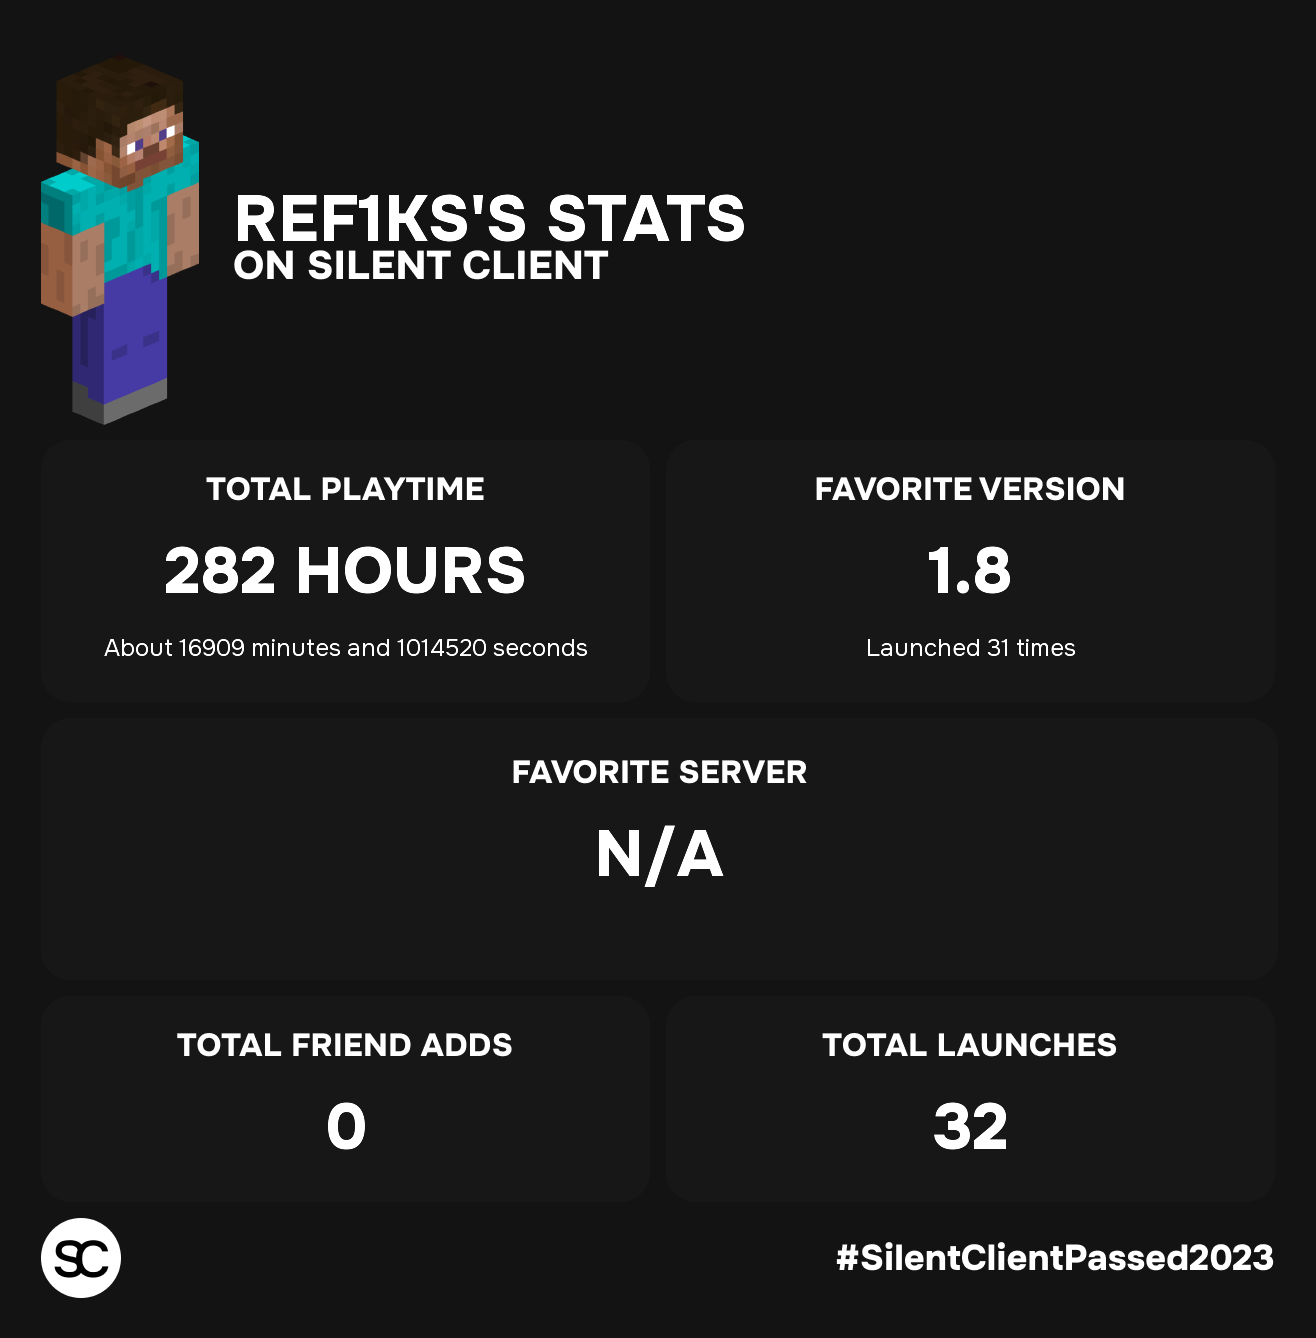 REF1KS'S STATS
ON SILENT CLIENT
TOTAL PLAYTIME
282 HOURS
About 16909 minutes and 1014520 seconds
FAVORITE VERSION
1.8
Launched 31 times
FAVORITE SERVER
N/A
TOTAL FRIEND ADDS
0
TOTAL LAUNCHES
32
SC
#SilentClientPassed2023